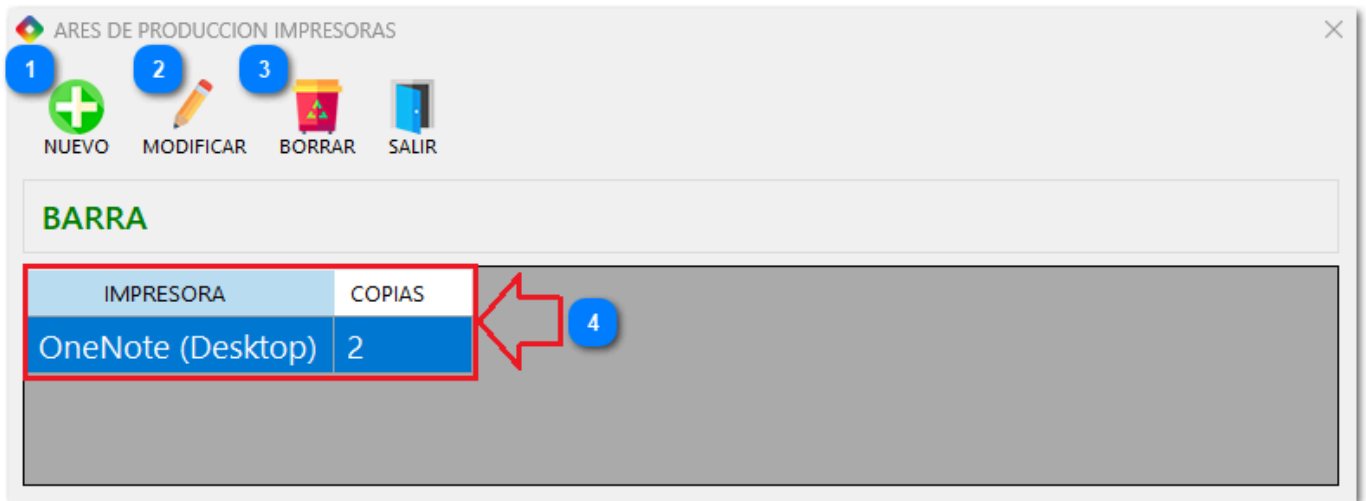 ARES DE PRODUCCION IMPRESORAS
1 2 3
NUEVO MODIFICAR BORRAR SALIR
BARRA
IMPRESORA COPIAS
OneNote (Desktop) 2
4